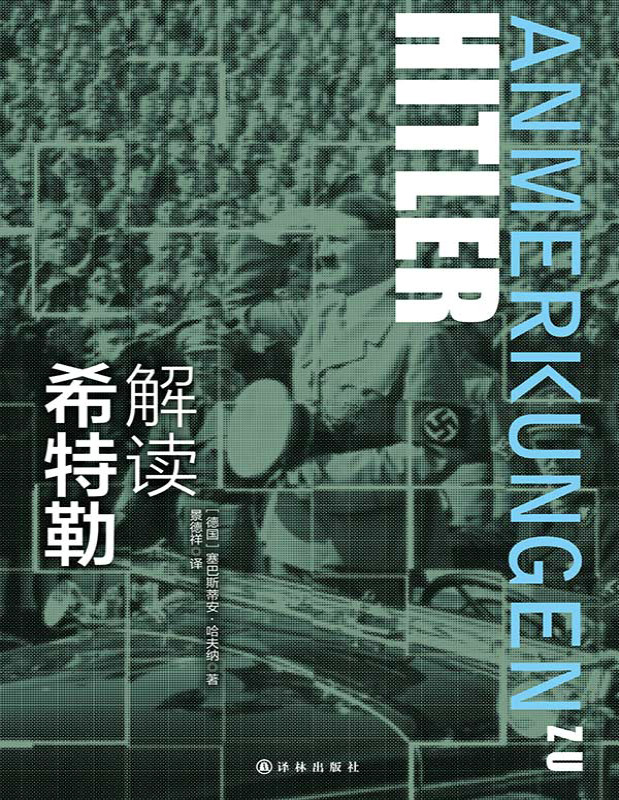 ANMERKUNGEN ZU
HITLER
解读
希特勒
［德国］塞巴斯蒂安·哈夫纳 著
景德祥 译
译林出版社